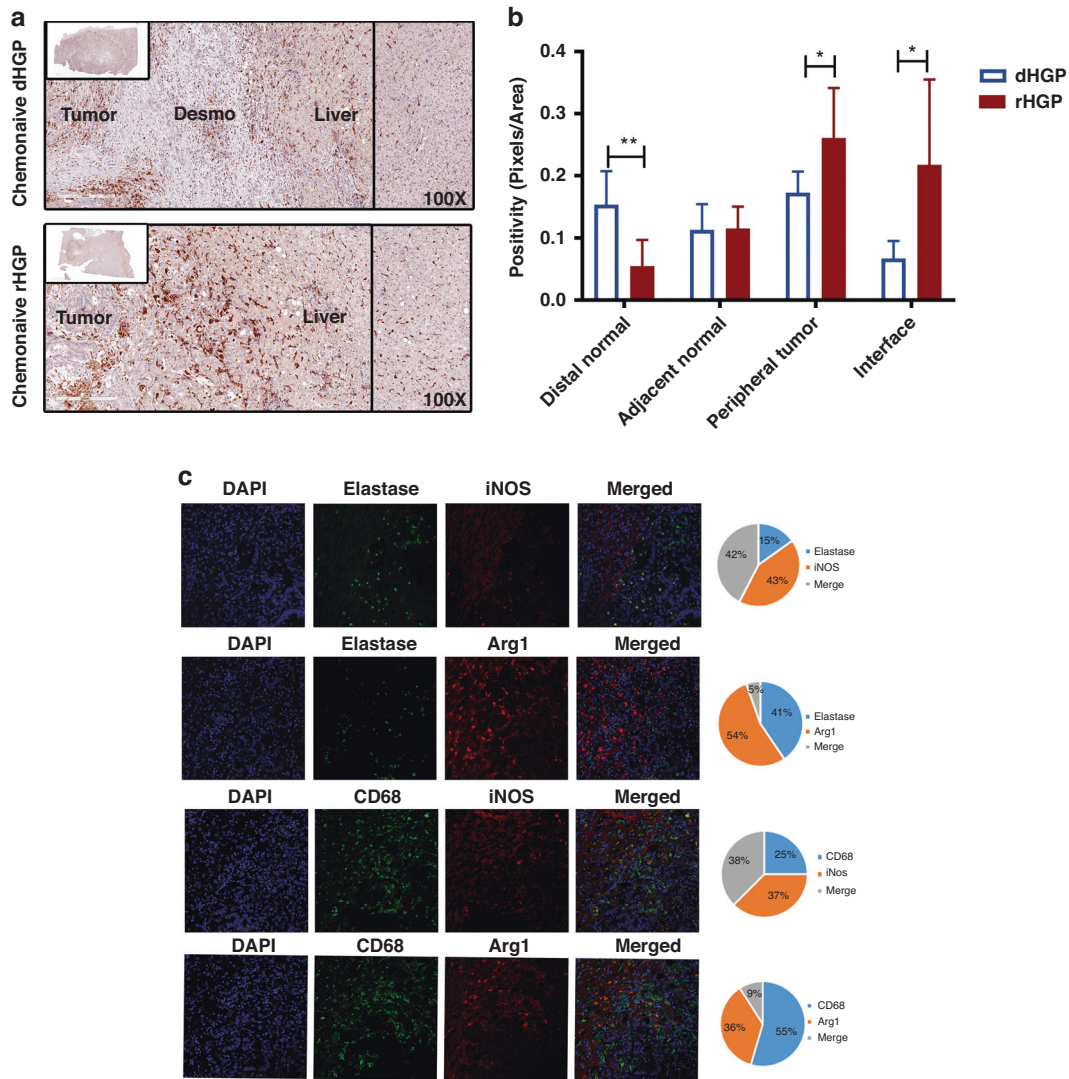 a
Chemonaive dHGP
Tumor
Desmo
Liver
100X
Chemonaive rHGP
Tumor
Liver
100X
b
Positivity (Pixels/Area)
0.4
0.3
0.2
0.1
0.0
**
*
*
Distal normal
Adjacent normal
Peripheral tumor
Interface
dHGP
rHGP
c
DAPI Elastase iNOS Merged
15%
43%
42%
Elastase
iNOS
Merge
DAPI Elastase Arg1 Merged
5%
41%
54%
Elastase
Arg1
Merge
DAPI CD68 iNOS Merged
38%
25%
37%
CD68
iNos
Merge
DAPI CD68 Arg1 Merged
9%
36%
55%
CD68
Arg1
Merge